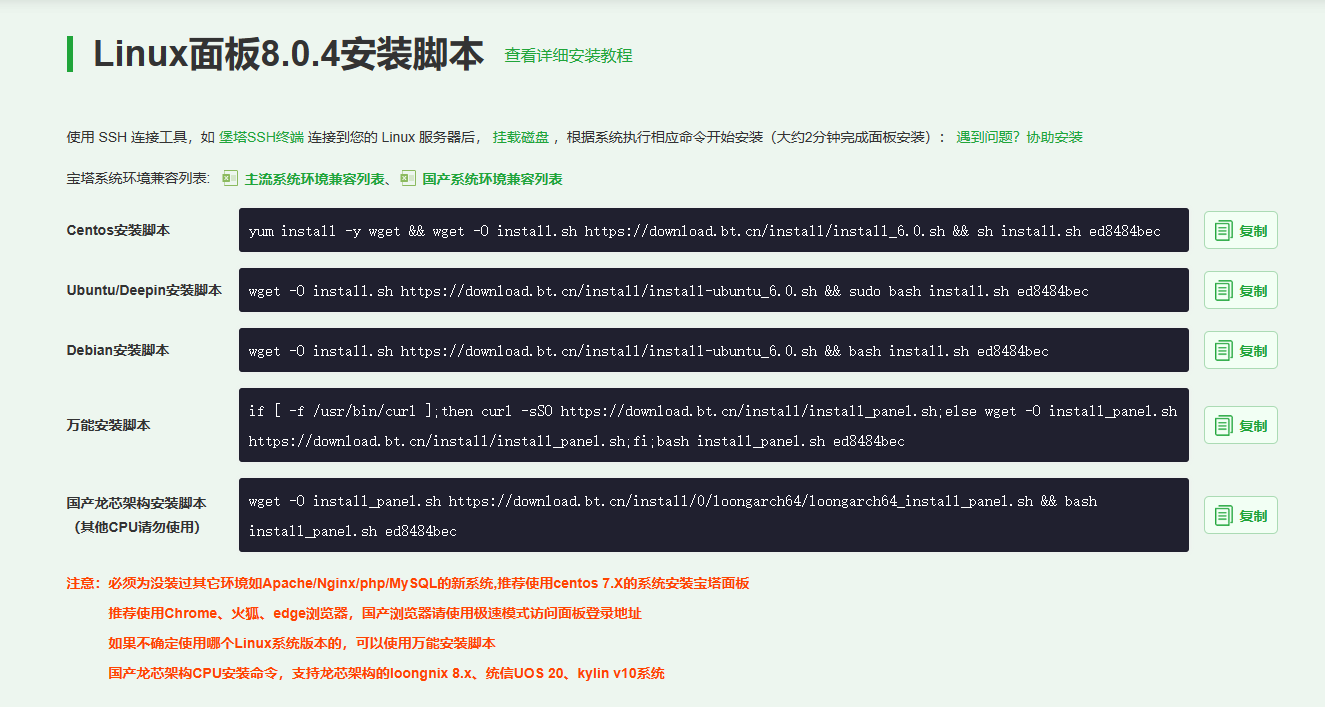 Linux面板8.0.4安装脚本 查看详细安装教程
使用 SSH 连接工具，如 堡塔SSH终端 连接到您的 Linux 服务器后， 挂载磁盘 ，根据系统执行相应命令开始安装（大约2分钟完成面板安装）： 遇到问题？协助安装
宝塔系统环境兼容列表: 主流系统环境兼容列表、 国产系统环境兼容列表
Centos安装脚本 yum install -y wget && wget -O install.sh https://download.bt.cn/install/install_6.0.sh && sh install.sh ed8484bec 复制
Ubuntu/Deepin安装脚本 wget -O install.sh https://download.bt.cn/install/install-ubuntu_6.0.sh && sudo bash install.sh ed8484bec 复制
Debian安装脚本 wget -O install.sh https://download.bt.cn/install/install-ubuntu_6.0.sh && bash install.sh ed8484bec 复制
万能安装脚本 if [ -f /usr/bin/curl ];then curl -sSO https://download.bt.cn/install/install_panel.sh;else wget -O install_panel.sh
https://download.bt.cn/install/install_panel.sh;fi;bash install_panel.sh ed8484bec 复制
国产龙芯架构安装脚本 wget -O install_panel.sh https://download.bt.cn/install/0/loongarch64/loongarch64_install_panel.sh && bash
（其他CPU请勿使用） install_panel.sh ed8484bec 复制
注意：必须为没装过其它环境如Apache/Nginx/php/MySQL的新系统,推荐使用centos 7.X的系统安装宝塔面板
推荐使用Chrome、火狐、edge浏览器，国产浏览器请使用极速模式访问面板登录地址
如果不确定使用哪个Linux系统版本的，可以使用万能安装脚本
国产龙芯架构CPU安装命令，支持龙芯架构的loongnix 8.x、统信UOS 20、kylin v10系统